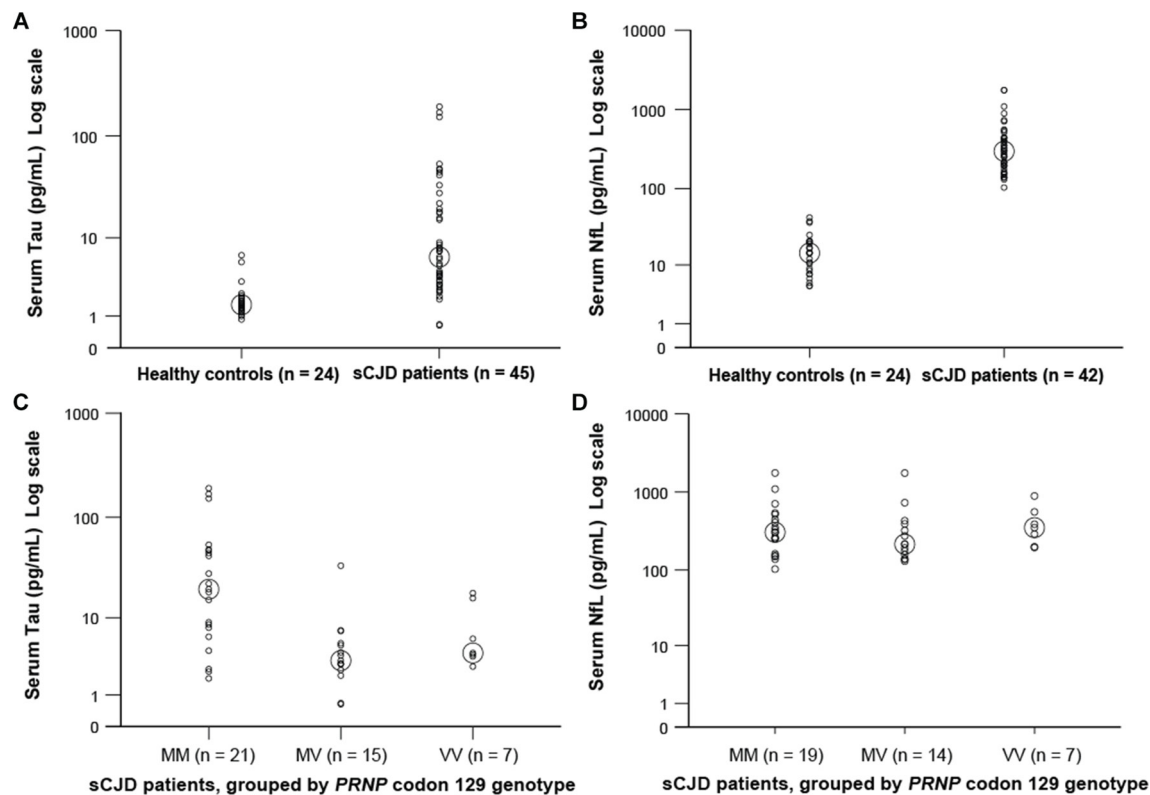 A
Serum Tau (pg/mL) Log scale
1000
100
10
1
0
Healthy controls (n = 24) sCJD patients (n = 45)
B
Serum NfL (pg/mL) Log scale
10000
1000
100
10
1
0
Healthy controls (n = 24) sCJD patients (n = 42)
C
Serum Tau (pg/mL) Log scale
1000
100
10
1
0
MM (n = 21) MV (n = 15) VV (n = 7)
sCJD patients, grouped by PRNP codon 129 genotype
D
Serum NfL (pg/mL) Log scale
10000
1000
100
10
1
0
MM (n = 19) MV (n = 14) VV (n = 7)
sCJD patients, grouped by PRNP codon 129 genotype